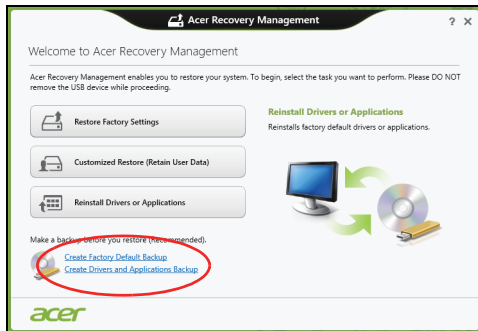 Acer Recovery Management
? X
Welcome to Acer Recovery Management
Acer Recovery Management enables you to restore your system. To begin, select the task you want to perform. Please DO NOT
remove the USB device while proceeding.
Restore Factory Settings
Customized Restore (Retain User Data)
Reinstall Drivers or Applications
Reinstall Drivers or Applications
Reinstalls factory default drivers or applications.
Make a backup before you restore (Recommended).
Create Factory Default Backup
Create Drivers and Applications Backup
acer